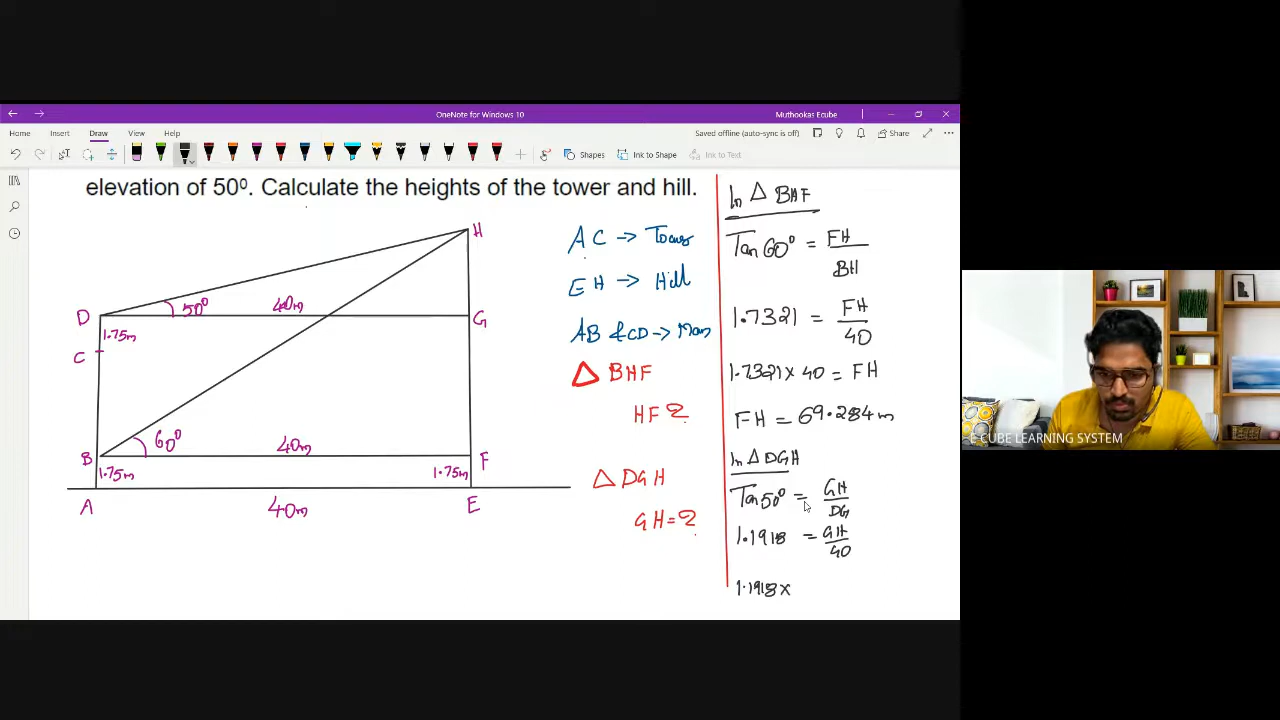 OneNote for Windows 10
Muthookas Ecube
Home Insert Draw View Help
Saved offline (auto-sync is off)
Share
Shapes
Ink to Shape
Ink to Text
elevation of 50⁰. Calculate the heights of the tower and hill.
H
D 50° 40m G
1.75m
C
60°
B 40m F
1.75m 1.75m
A 40m E
AC → Tower
EH → Hill
AB & CD → Man
△ BHF
HF?
△ DGH
GH=?
In △ BHF
Tan 60° = FH
BH
1.7321 = FH
40
1.7321 x 40 = FH
FH = 69.284 m
In △ DGH
Tan 50° = GH
DG
1.1918 = GH
40
1.1918 x
E CUBE LEARNING SYSTEM